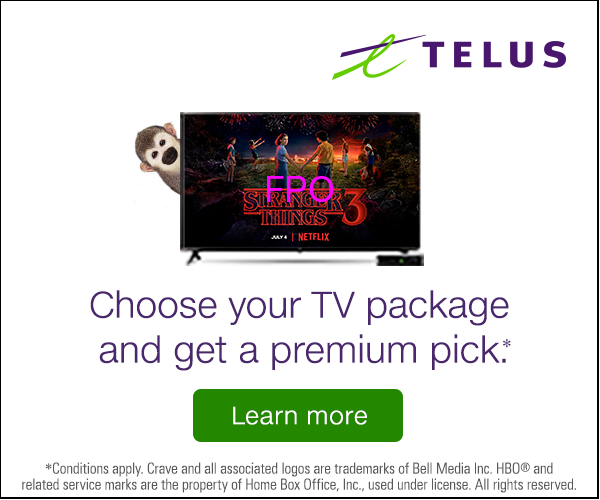 TELUS
FPO
STRANGER
THINGS 3
JULY 4 | NETFLIX
Choose your TV package
and get a premium pick.*
Learn more
*Conditions apply. Crave and all associated logos are trademarks of Bell Media Inc. HBO® and
related service marks are the property of Home Box Office, Inc., used under license. All rights reserved.